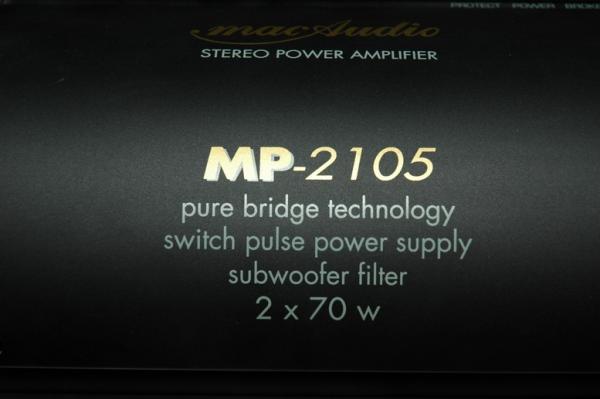 PROTECT POWER
macAudio
STEREO POWER AMPLIFIER
MP-2105
pure bridge technology
switch pulse power supply
subwoofer filter
2 x 70 w